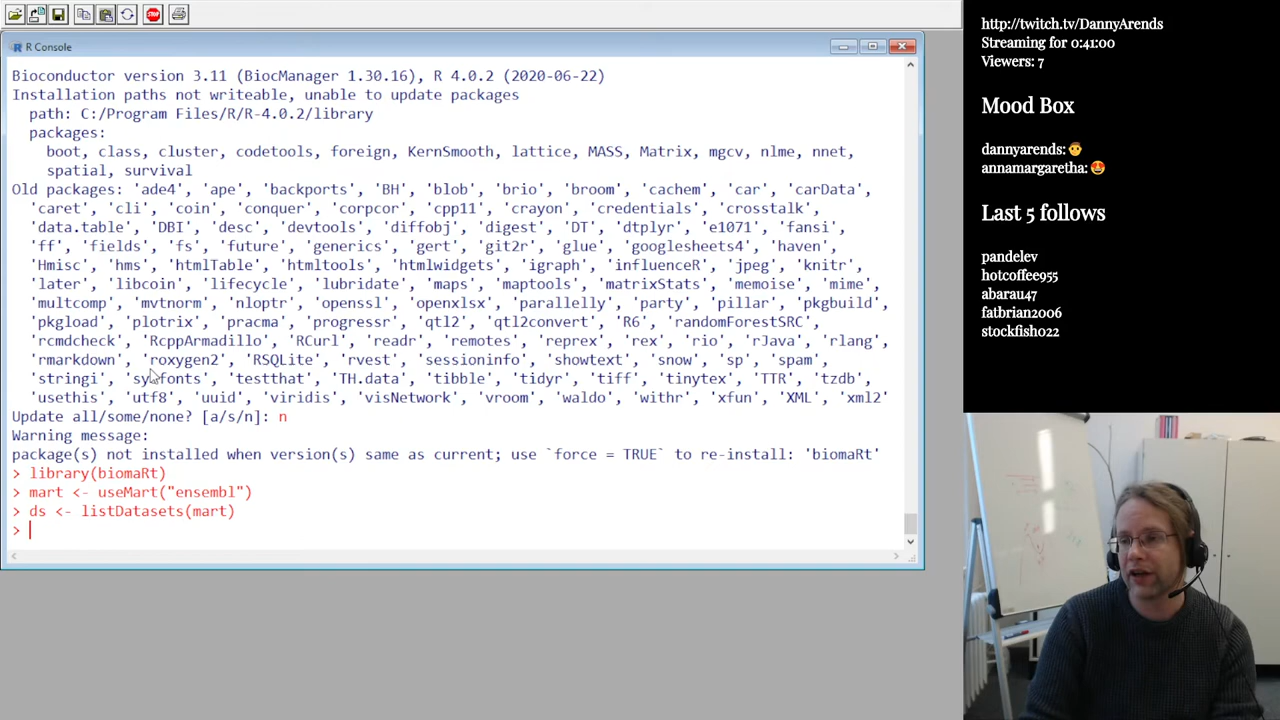 STOP
R Console
Bioconductor version 3.11 (BiocManager 1.30.16), R 4.0.2 (2020-06-22)
Installation paths not writeable, unable to update packages
path: C:/Program Files/R/R-4.0.2/library
packages:
boot, class, cluster, codetools, foreign, KernSmooth, lattice, MASS, Matrix, mgcv, nlme, nnet,
spatial, survival
Old packages: 'ade4', 'ape', 'backports', 'BH', 'blob', 'brio', 'broom', 'cachem', 'car', 'carData',
'caret', 'cli', 'coin', 'conquer', 'corpcor', 'cpp11', 'crayon', 'credentials', 'crosstalk',
'data.table', 'DBI', 'desc', 'devtools', 'diffobj', 'digest', 'DT', 'dtplyr', 'e1071', 'fansi',
'ff', 'fields', 'fs', 'future', 'generics', 'gert', 'git2r', 'glue', 'googlesheets4', 'haven',
'Hmisc', 'hms', 'htmlTable', 'htmltools', 'htmlwidgets', 'igraph', 'influenceR', 'jpeg', 'knitr',
'later', 'libcoin', 'lifecycle', 'lubridate', 'maps', 'maptools', 'matrixStats', 'memoise', 'mime',
'multcomp', 'mvtnorm', 'nloptr', 'openssl', 'openxlsx', 'parallelly', 'party', 'pillar', 'pkgbuild',
'pkgload', 'plotrix', 'pracma', 'progressr', 'qtl2', 'qtl2convert', 'R6', 'randomForestSRC',
'rcmdcheck', 'RcppArmadillo', 'RCurl', 'readr', 'remotes', 'reprex', 'rex', 'rio', 'rJava', 'rlang',
'rmarkdown', 'roxygen2', 'RSQLite', 'rvest', 'sessioninfo', 'showtext', 'snow', 'sp', 'spam',
'stringi', 'sysfonts', 'testthat', 'TH.data', 'tibble', 'tidyr', 'tiff', 'tinytex', 'TTR', 'tzdb',
'usethis', 'utf8', 'uuid', 'viridis', 'visNetwork', 'vroom', 'waldo', 'withr', 'xfun', 'XML', 'xml2'
Update all/some/none? [a/s/n]: n
Warning message:
package(s) not installed when version(s) same as current; use `force = TRUE` to re-install: 'biomaRt'
> library(biomaRt)
> mart <- useMart("ensembl")
> ds <- listDatasets(mart)
>
http://twitch.tv/DannyArends
Streaming for 0:41:00
Viewers: 7
Mood Box
dannyarends:
annamargaretha:
Last 5 follows
pandelev
hotcoffee955
abarau47
fatbrian2006
stockfish022